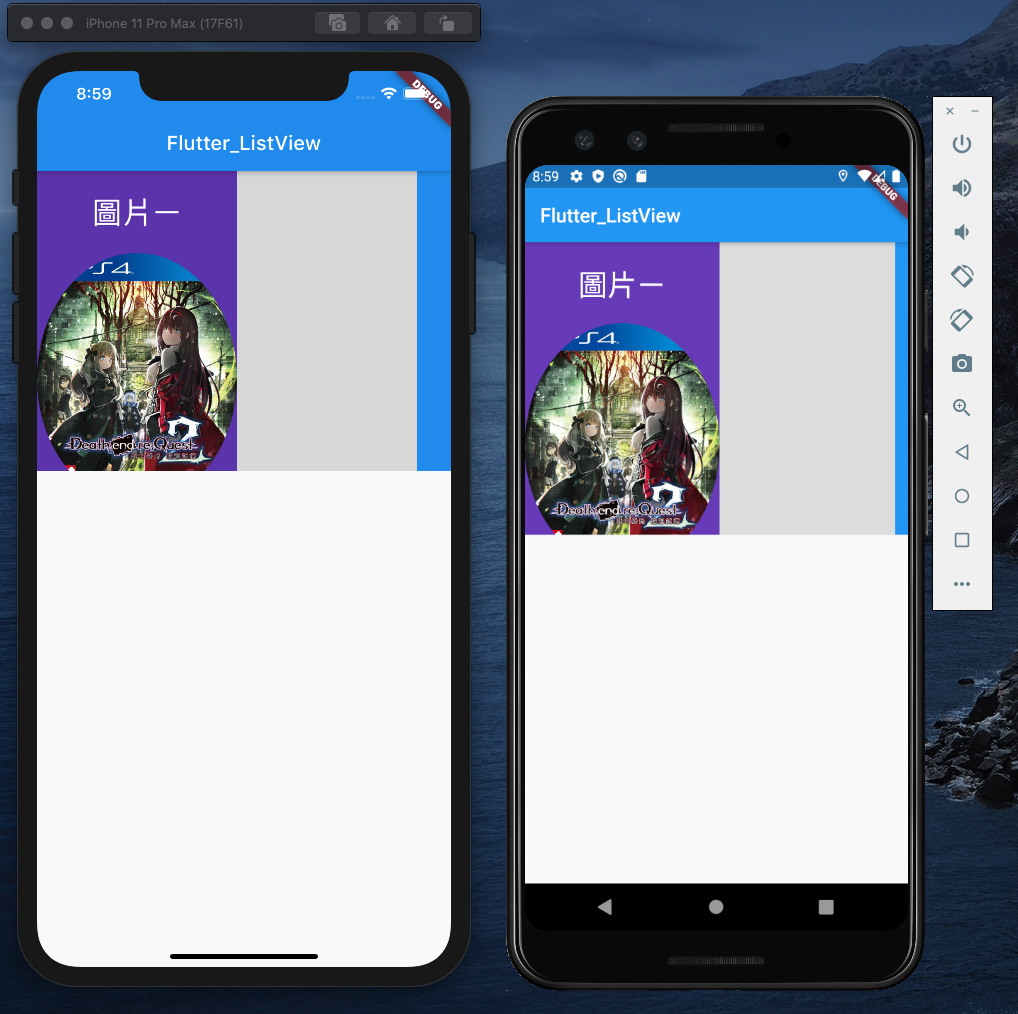 iPhone 11 Pro Max (17F61)
8:59
DEBUG
Flutter_ListView
圖片一
PS4
Death end re;Quest
2
8:59
DEBUG
Flutter_ListView
圖片一
PS4
Death end re;Quest
2